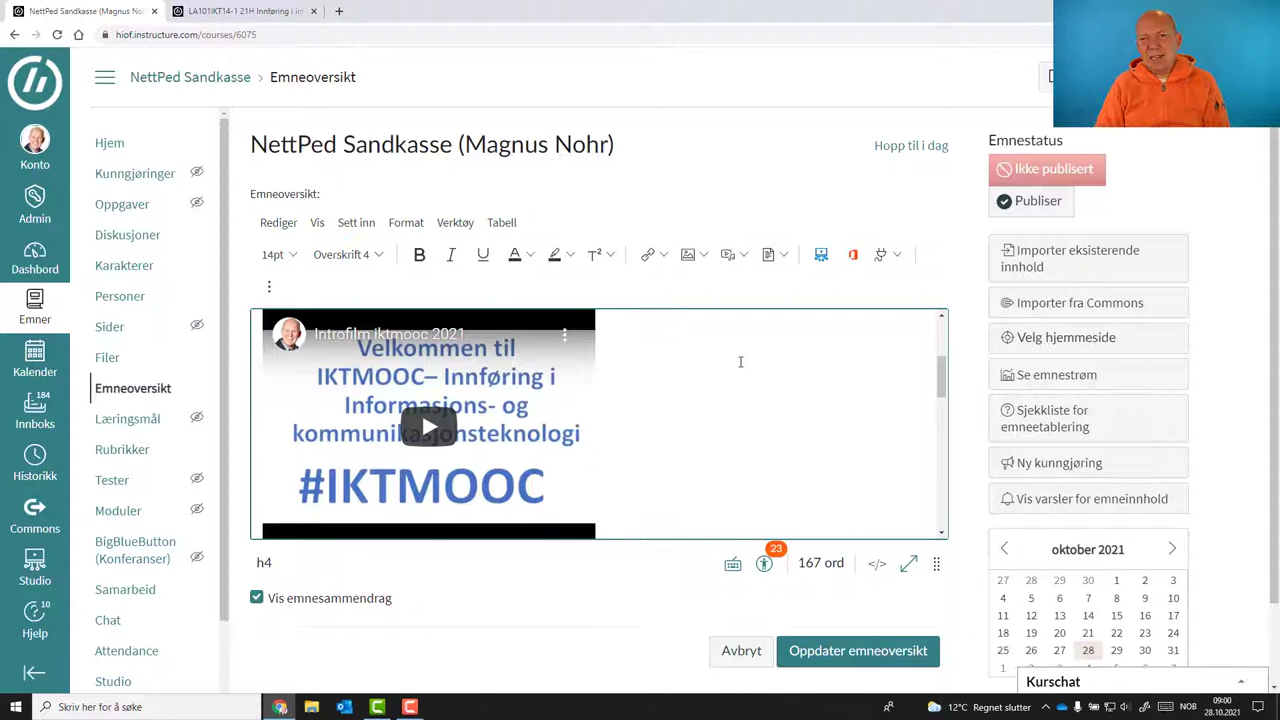 NettPed Sandkasse (Magnus Nohr)
LA101IKT14-1 21H Innføring i in
hiof.instructure.com/courses/6075
NettPed Sandkasse > Emneoversikt
Konto
Admin
Dashbord
Emner
Kalender
184
Innboks
Historikk
Commons
Studio
10
Hjelp
Hjem
Kunngjøringer
Oppgaver
Diskusjoner
Karakterer
Personer
Sider
Filer
Emneoversikt
Læringsmål
Rubrikker
Tester
Moduler
BigBlueButton
(Konferanser)
Samarbeid
Chat
Attendance
Studio
NettPed Sandkasse (Magnus Nohr)
Hopp til i dag
Emneoversikt:
Rediger Vis Sett inn Format Verktøy Tabell
14pt Overskrift 4 B I U A T²
Introfilm iktmooc 2021
Velkommen til
IKTMOOC– Innføring i
Informasjons- og
kommunikasjonsteknologi
#IKTMOOC
h4
23
167 ord
</>
Vis emnesammendrag
Avbryt
Oppdater emneoversikt
Emnestatus
Ikke publisert
Publiser
Importer eksisterende
innhold
Importer fra Commons
Velg hjemmeside
Se emnestrøm
Sjekkliste for
emneetablering
Ny kunngjøring
Vis varsler for emneinnhold
oktober 2021
27 28 29 30 1 2 3
4 5 6 7 8 9 10
11 12 13 14 15 16 17
18 19 20 21 22 23 24
25 26 27 28 29 30 31
1
Kurschat
Skriv her for å søke
12°C Regnet slutter
NOB
09:00
28.10.2021